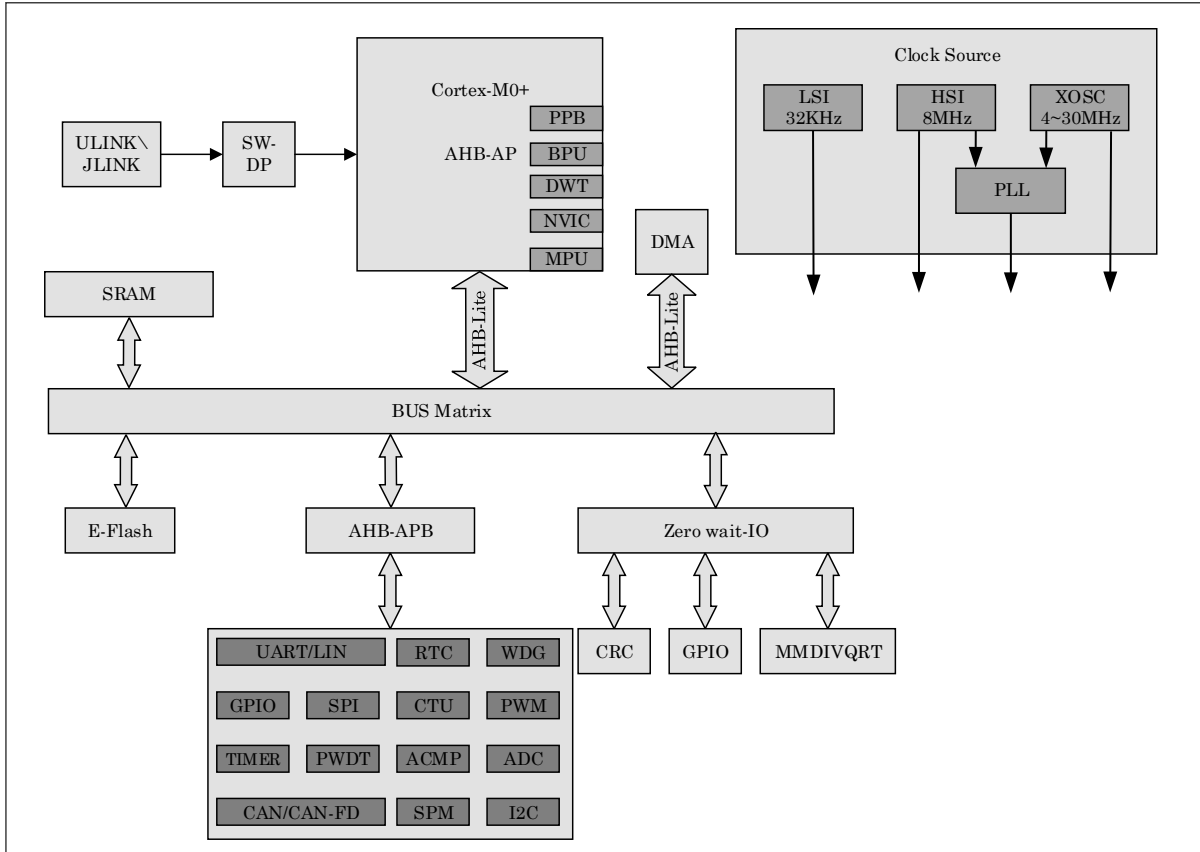 Cortex-M0+
PPB
AHB-AP
BPU
DWT
NVIC
MPU
ULINK\
JLINK
SW-
DP
DMA
Clock Source
LSI
32KHz
HSI
8MHz
XOSC
4~30MHz
PLL
SRAM
AHB-Lite
AHB-Lite
BUS Matrix
E-Flash
AHB-APB
Zero wait-IO
UART/LIN
RTC
WDG
GPIO
SPI
CTU
PWM
TIMER
PWDT
ACMP
ADC
CAN/CAN-FD
SPM
I2C
CRC
GPIO
MMDIVQRT